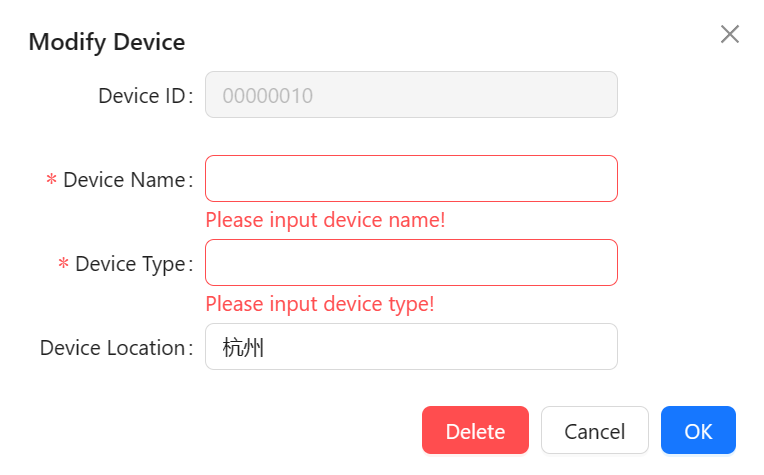 Modify Device
Device ID: 00000010
* Device Name:
Please input device name!
* Device Type:
Please input device type!
Device Location: 杭州
Delete Cancel OK